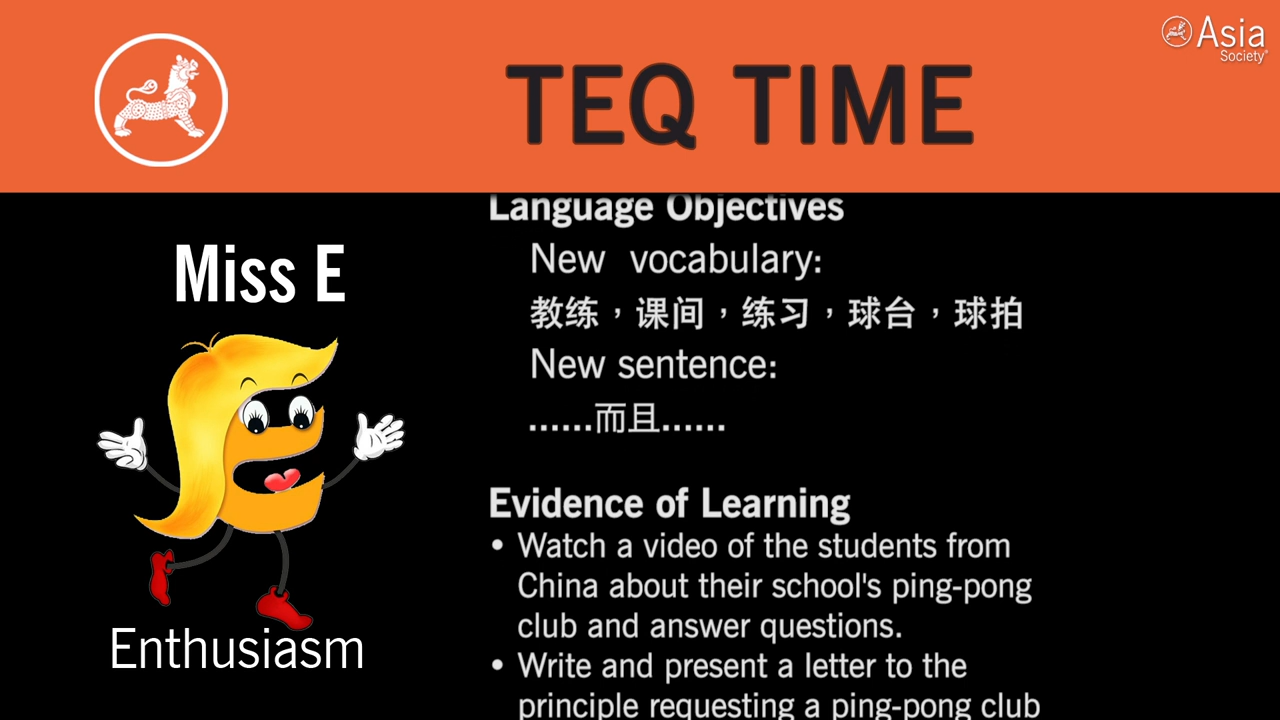 Asia
Society
TEQ TIME
Miss E
Enthusiasm
Language Objectives
New vocabulary:
教练，课间，练习，球台，球拍
New sentence:
......而且......
Evidence of Learning
• Watch a video of the students from
China about their school's ping-pong
club and answer questions.
• Write and present a letter to the
principle requesting a ping-pong club